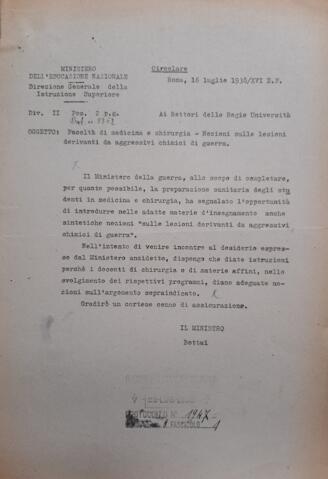 MINISTERO
DELL'EDUCAZIONE NAZIONALE
Direzione Generale della
Istruzione Superiore
Circolare
Roma, 16 luglio 1938/XVI E.F.
Div. II Pos. 2 p.g.
Ai Rettori delle Regie Università
OGGETTO: Facoltà di medicina e chirurgia - Nozioni sulle lesioni
derivanti da aggressivi chimici di guerra.
Il Ministero della guerra, allo scopo di completare,
per quanto possibile, la preparazione sanitaria degli stu
denti in medicina e chirurgia, ha segnalato l'opportunità
di introdurre nelle adatte materie d'insegnamento anche
sintetiche nozioni "sulle lesioni derivanti da aggressivi
chimici di guerra".
Nell'intento di venire incontro al desiderio espres-
so dal Ministero anzidetto, dispongo che diate istruzioni
perchè i docenti di chirurgia e di materie affini, nello
svolgimento dei rispettivi programmi, diano adeguate no-
zioni sull'argomento sopraindicato.
Gradirò un cortese cenno di assicurazione.
IL MINISTRO
Bottai
PROTOCOLLO N° 1947
FASCICOLO 1